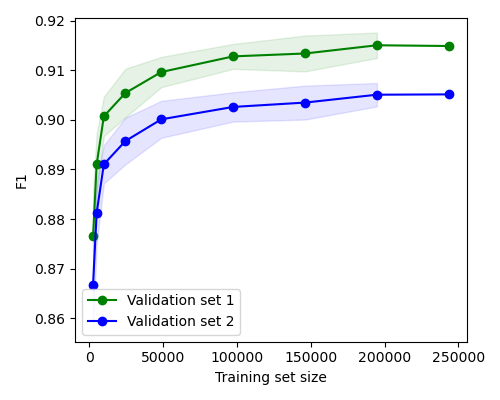 0.92
0.91
0.90
0.89
0.88
0.87
0.86
F1
Validation set 1
Validation set 2
0 50000 100000 150000 200000 250000
Training set size